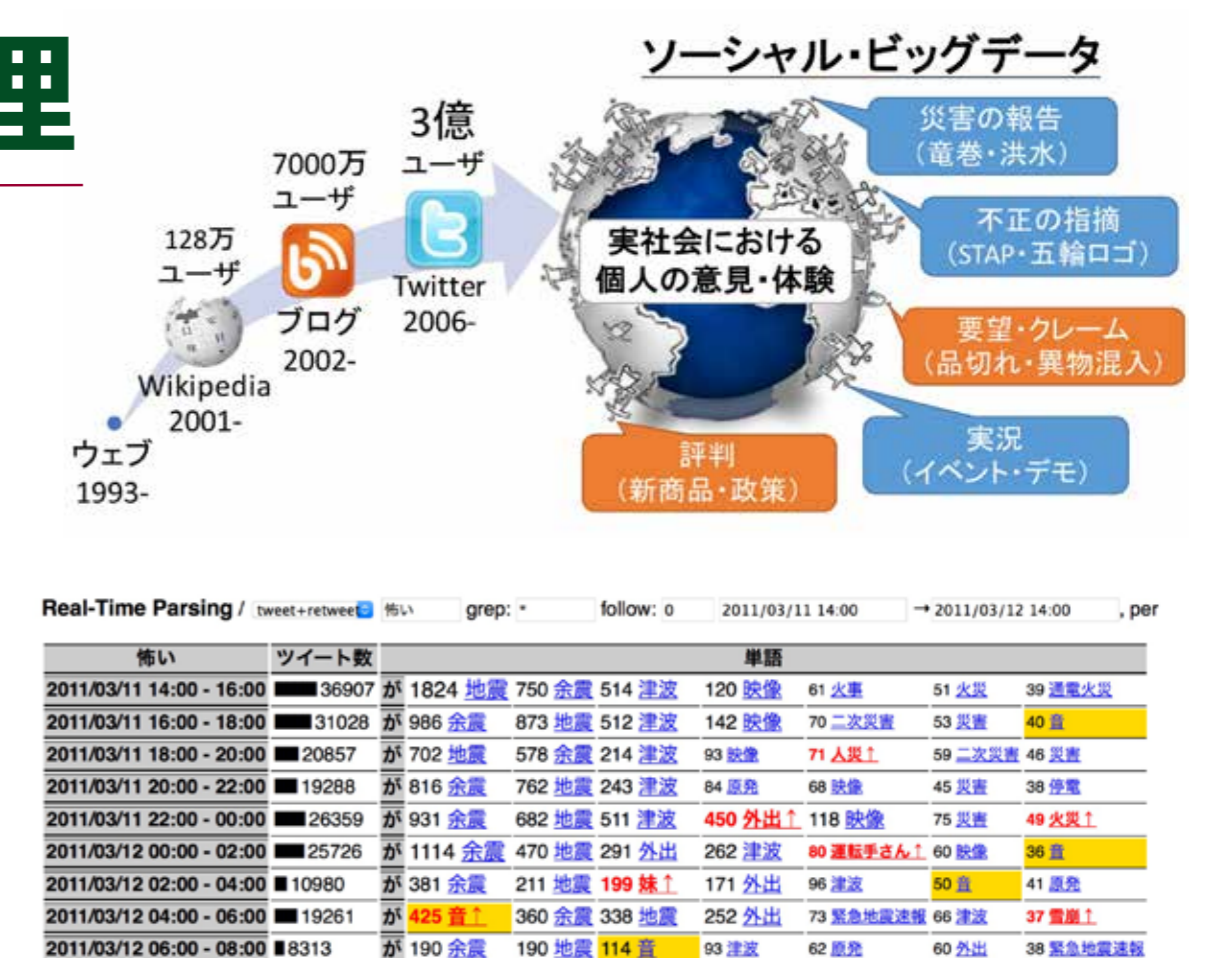 理
ソーシャル・ビッグデータ
3億
ユーザ
7000万
ユーザ
128万
ユーザ
Twitter
2006-
ブログ
2002-
Wikipedia
2001-
ウェブ
1993-
実社会における
個人の意見・体験
災害の報告
(竜巻・洪水)
不正の指摘
(STAP・五輪ロゴ)
要望・クレーム
(品切れ・異物混入)
実況
(イベント・デモ)
評判
(新商品・政策)
Real-Time Parsing / tweet+retweet 怖い grep: * follow: 0 2011/03/11 14:00 → 2011/03/12 14:00 , per
怖い ツイート数 単語
2011/03/11 14:00 - 16:00 36907 が 1824 地震 750 余震 514 津波 120 映像 61 火事 51 火災 39 通電火災
2011/03/11 16:00 - 18:00 31028 が 986 余震 873 地震 512 津波 142 映像 70 二次災害 53 災害 40 音
2011/03/11 18:00 - 20:00 20857 が 702 地震 578 余震 214 津波 93 映像 71 人災↑ 59 二次災害 46 災害
2011/03/11 20:00 - 22:00 19288 が 816 余震 762 地震 243 津波 84 原発 68 映像 45 災害 38 停電
2011/03/11 22:00 - 00:00 26359 が 931 余震 682 地震 511 津波 450 外出↑ 118 映像 75 災害 49 火災↑
2011/03/12 00:00 - 02:00 25726 が 1114 余震 470 地震 291 外出 262 津波 80 運転手さん↑ 60 映像 36 音
2011/03/12 02:00 - 04:00 10980 が 381 余震 211 地震 199 妹↑ 171 外出 96 津波 50 音 41 原発
2011/03/12 04:00 - 06:00 19261 が 425 音↑ 360 余震 338 地震 252 外出 73 緊急地震速報 66 津波 37 雪崩↑
2011/03/12 06:00 - 08:00 8313 が 190 余震 190 地震 114 音 93 津波 62 原発 60 外出 38 緊急地震速報